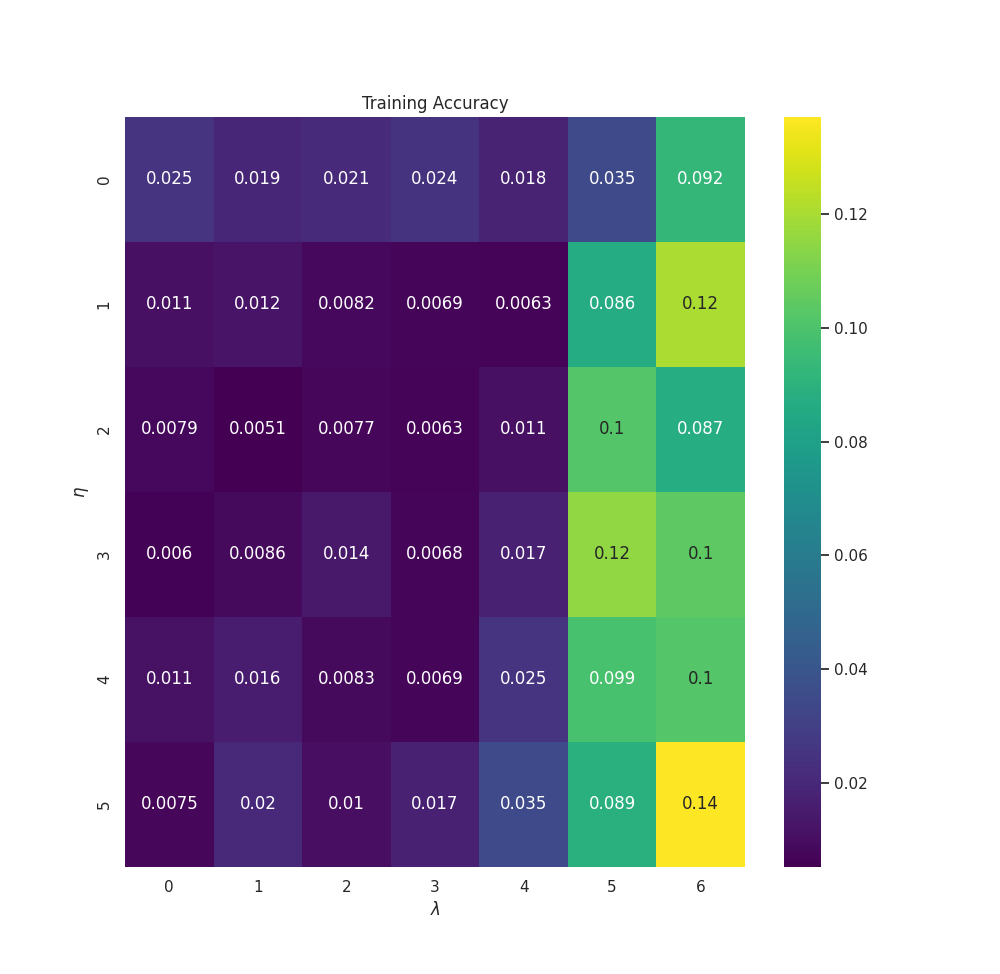 Training Accuracy
0 0.025 0.019 0.021 0.024 0.018 0.035 0.092
1 0.011 0.012 0.0082 0.0069 0.0063 0.086 0.12
2 0.0079 0.0051 0.0077 0.0063 0.011 0.1 0.087
η
3 0.006 0.0086 0.014 0.0068 0.017 0.12 0.1
4 0.011 0.016 0.0083 0.0069 0.025 0.099 0.1
5 0.0075 0.02 0.01 0.017 0.035 0.089 0.14
0 1 2 3 4 5 6
λ
0.12
0.10
0.08
0.06
0.04
0.02